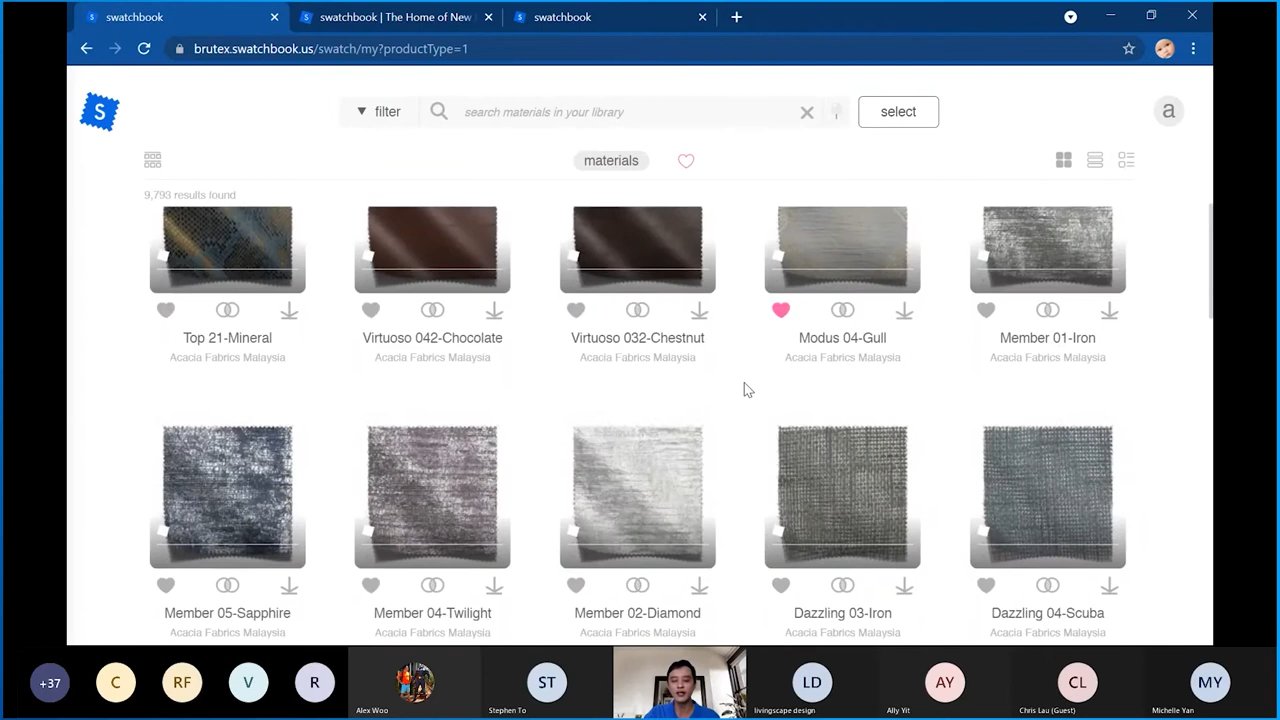 swatchbook
swatchbook | The Home of New
swatchbook
brutex.swatchbook.us/swatch/my?productType=1
S
filter
search materials in your library
select
a
materials
9,793 results found
Top 21-Mineral
Acacia Fabrics Malaysia
Virtuoso 042-Chocolate
Acacia Fabrics Malaysia
Virtuoso 032-Chestnut
Acacia Fabrics Malaysia
Modus 04-Gull
Acacia Fabrics Malaysia
Member 01-Iron
Acacia Fabrics Malaysia
Member 05-Sapphire
Acacia Fabrics Malaysia
Member 04-Twilight
Acacia Fabrics Malaysia
Member 02-Diamond
Acacia Fabrics Malaysia
Dazzling 03-Iron
Acacia Fabrics Malaysia
Dazzling 04-Scuba
Acacia Fabrics Malaysia
+37
C
RF
V
R
Alex Woo
ST
Stephen To
LD
livingscape design
AY
Ally Yit
CL
Chris Lau (Guest)
MY
Michelle Yan